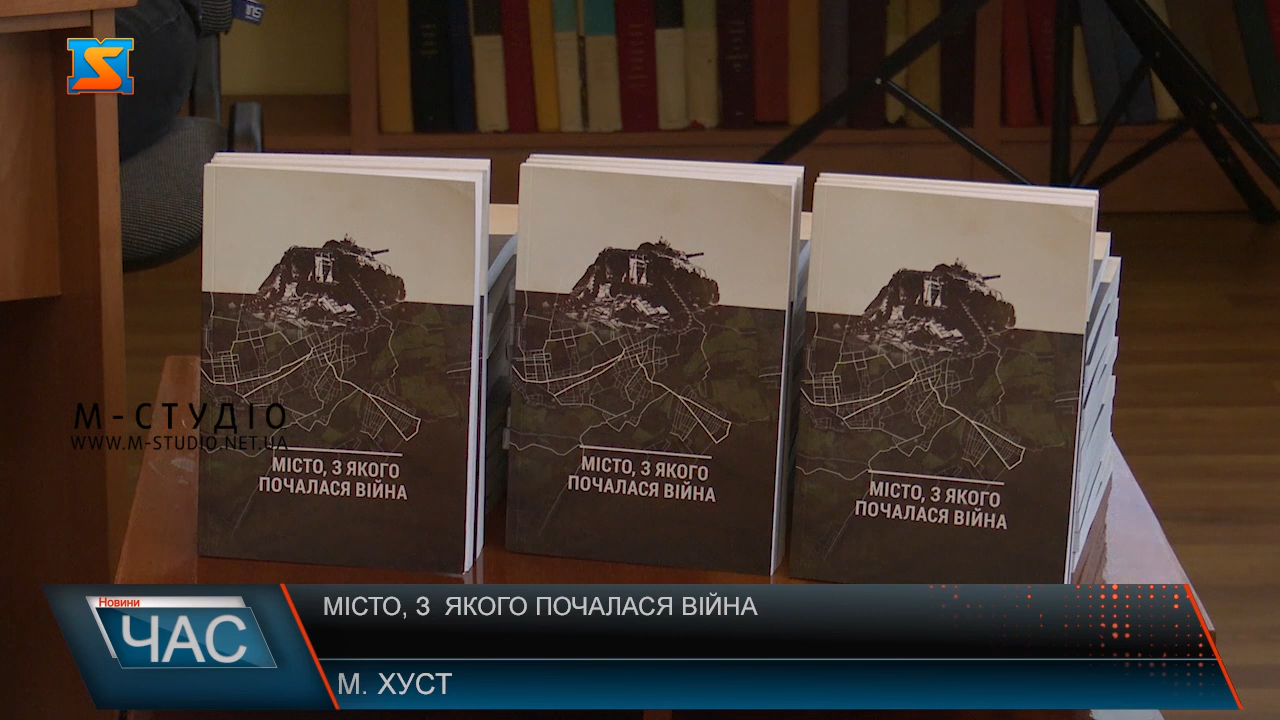 М-СТУДІО
WWW.M-STUDIO.NET.UA
МІСТО, З ЯКОГО
ПОЧАЛАСЯ ВІЙНА
МІСТО, З ЯКОГО
ПОЧАЛАСЯ ВІЙНА
МІСТО, З ЯКОГО
ПОЧАЛАСЯ ВІЙНА
Новини
ЧАС
МІСТО, З ЯКОГО ПОЧАЛАСЯ ВІЙНА
М. ХУСТ